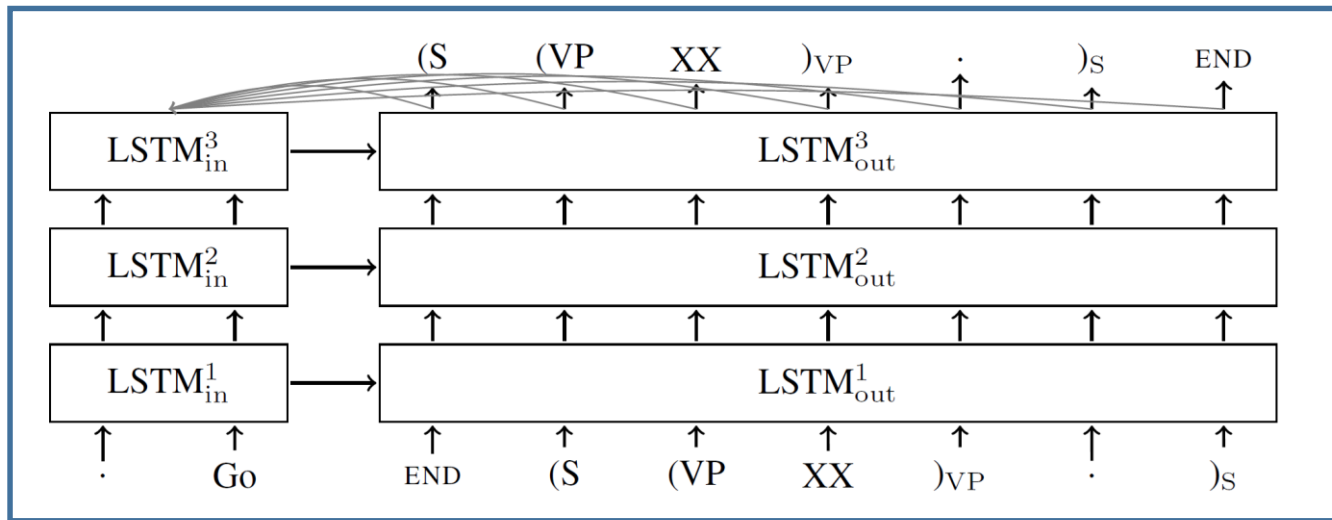 (S (VP XX )VP . )S END
LSTM³in LSTM³out
LSTM²in LSTM²out
LSTM¹in LSTM¹out
. Go END (S (VP XX )VP . )S